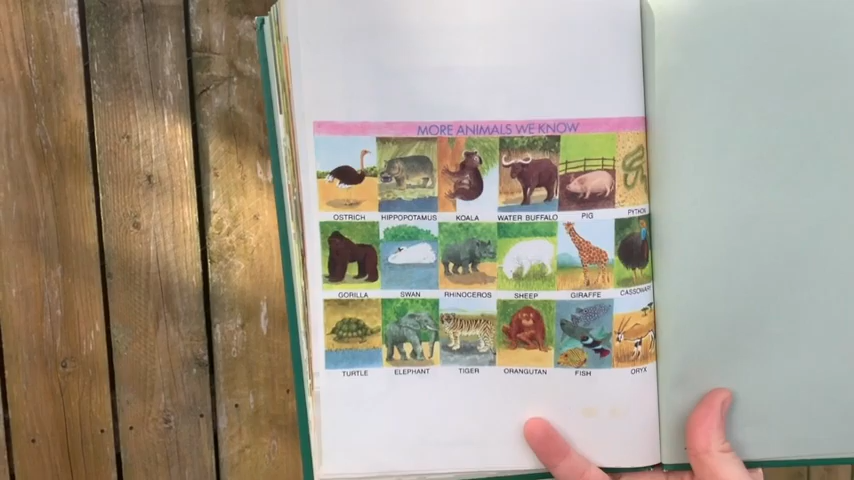 MORE ANIMALS WE KNOW
OSTRICH HIPPOPOTAMUS KOALA WATER BUFFALO PIG PYTHON
GORILLA SWAN RHINOCEROS SHEEP GIRAFFE CASSOWARY
TURTLE ELEPHANT TIGER ORANGUTAN FISH ORYX